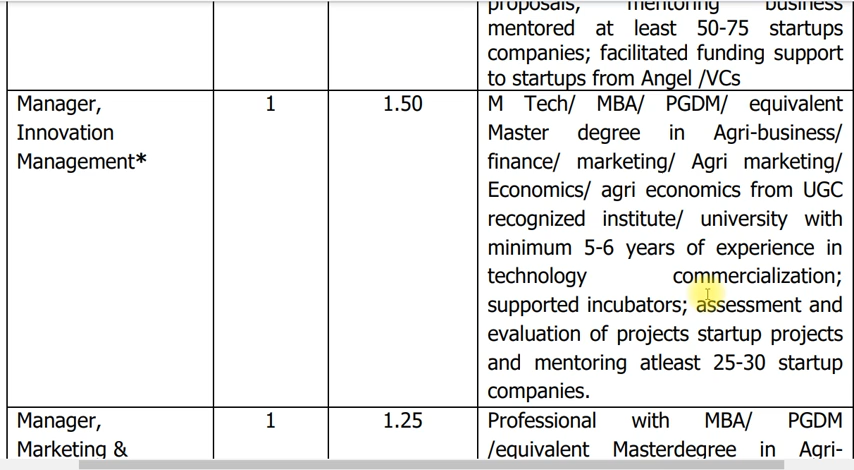 proposals, mentoring business
mentored at least 50-75 startups
companies; facilitated funding support
to startups from Angel /VCs
Manager,
Innovation
Management*
1
1.50
M Tech/ MBA/ PGDM/ equivalent
Master degree in Agri-business/
finance/ marketing/ Agri marketing/
Economics/ agri economics from UGC
recognized institute/ university with
minimum 5-6 years of experience in
technology commercialization;
supported incubators; assessment and
evaluation of projects startup projects
and mentoring atleast 25-30 startup
companies.
Manager,
Marketing &
1
1.25
Professional with MBA/ PGDM
/equivalent Masterdegree in Agri-